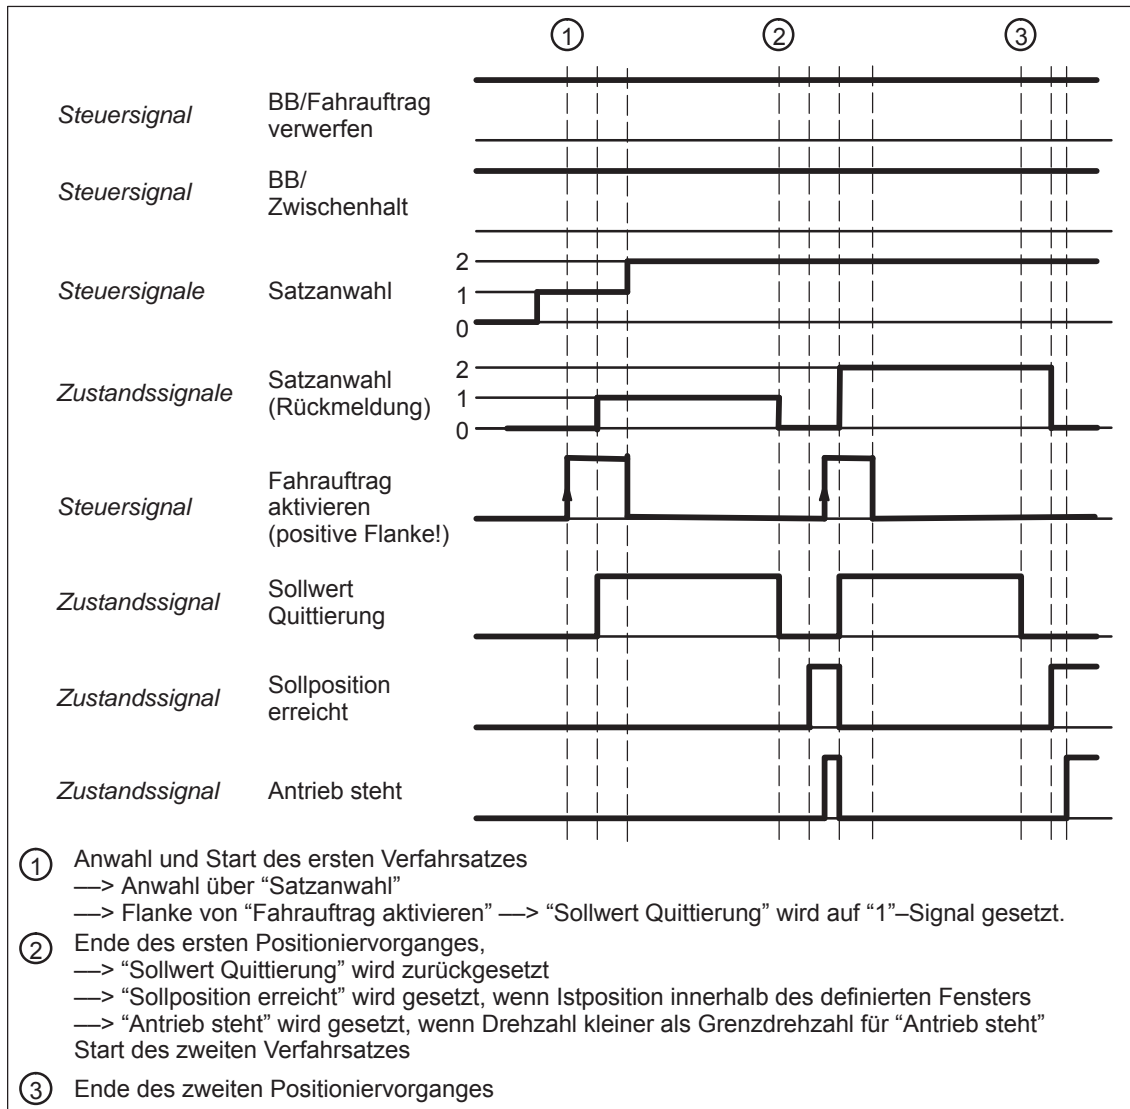 1 2 3
Steuersignal BB/Fahrauftrag
verwerfen
Steuersignal BB/
Zwischenhalt
2
Steuersignale Satzanwahl 1
0
2
Zustandssignale Satzanwahl 1
(Rückmeldung) 0
Fahrauftrag
Steuersignal aktivieren
(positive Flanke!)
Zustandssignal Sollwert
Quittierung
Zustandssignal Sollposition
erreicht
Zustandssignal Antrieb steht
1 Anwahl und Start des ersten Verfahrsatzes
––> Anwahl über “Satzanwahl”
––> Flanke von “Fahrauftrag aktivieren” ––> “Sollwert Quittierung” wird auf “1”–Signal gesetzt.
2 Ende des ersten Positioniervorganges,
––> “Sollwert Quittierung” wird zurückgesetzt
––> “Sollposition erreicht” wird gesetzt, wenn Istposition innerhalb des definierten Fensters
––> “Antrieb steht” wird gesetzt, wenn Drehzahl kleiner als Grenzdrehzahl für “Antrieb steht”
Start des zweiten Verfahrsatzes
3 Ende des zweiten Positioniervorganges